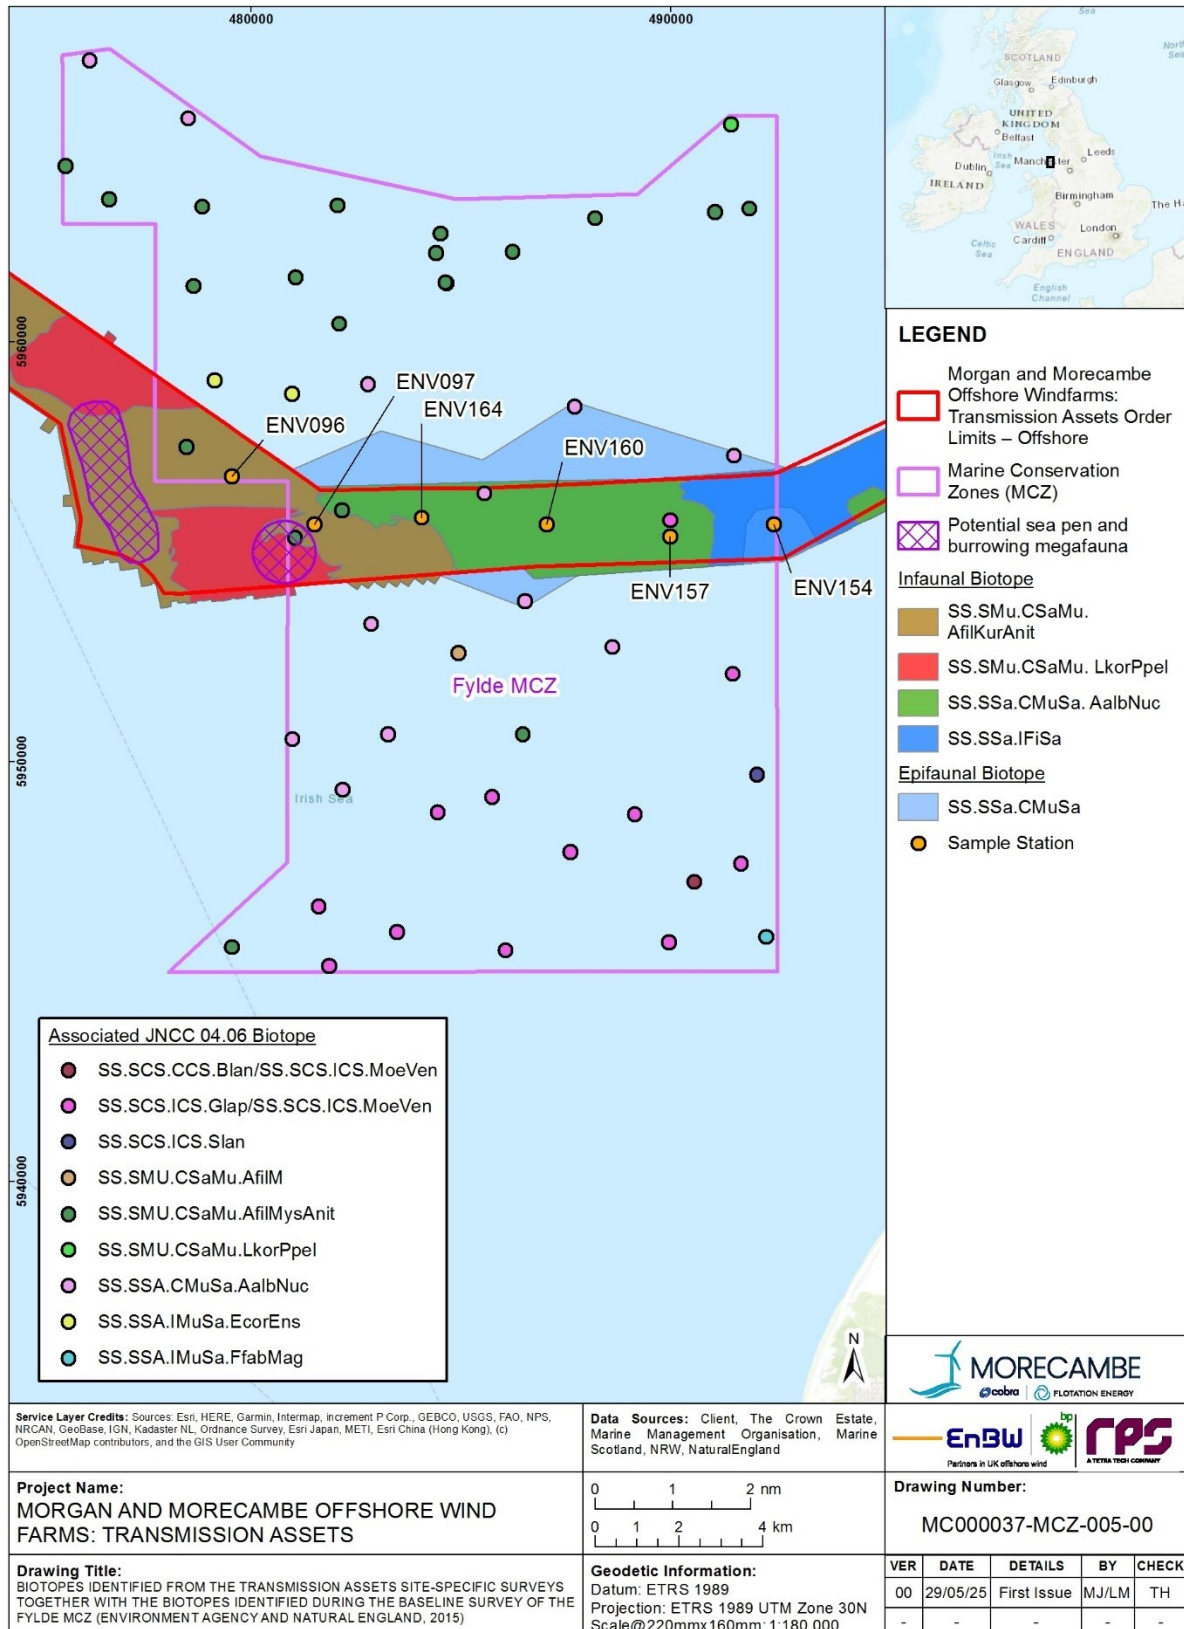 480000
490000
5960000
5950000
5940000
ENV097
ENV164
ENV096
ENV160
ENV157
ENV154
Fylde MCZ
Irish Sea
Associated JNCC 04.06 Biotope
SS.SCS.CCS.Blan/SS.SCS.ICS.MoeVen
SS.SCS.ICS.Glap/SS.SCS.ICS.MoeVen
SS.SCS.ICS.Slan
SS.SMU.CSaMu.AfilM
SS.SMU.CSaMu.AfilMysAnit
SS.SMU.CSaMu.LkorPpel
SS.SSA.CMuSa.AalbNuc
SS.SSA.IMuSa.EcorEns
SS.SSA.IMuSa.FfabMag
N
Sea
North
Sea
SCOTLAND
Glasgow
Edinburgh
UNITED
KINGDOM
Belfast
Irish
Sea
Manchester
Leeds
Dublin
IRELAND
Birmingham
The Ha
WALES
Cardiff
London
ENGLAND
Celtic
Sea
English
Channel
LEGEND
Morgan and Morecambe
Offshore Windfarms:
Transmission Assets Order
Limits – Offshore
Marine Conservation
Zones (MCZ)
Potential sea pen and
burrowing megafauna
Infaunal Biotope
SS.SMu.CSaMu.
AfilKurAnit
SS.SMu.CSaMu. LkorPpel
SS.SSa.CMuSa. AalbNuc
SS.SSa.IFiSa
Epifaunal Biotope
SS.SSa.CMuSa
Sample Station
MORECAMBE
cobra FLOTATION ENERGY
EnBW bp rps
Partners in UK offshore wind
A TETRA TECH COMPANY
Service Layer Credits: Sources: Esri, HERE, Garmin, Intermap, increment P Corp., GEBCO, USGS, FAO, NPS,
NRCAN, GeoBase, IGN, Kadaster NL, Ordnance Survey, Esri Japan, METI, Esri China (Hong Kong), (c)
OpenStreetMap contributors, and the GIS User Community
Data Sources: Client, The Crown Estate,
Marine Management Organisation, Marine
Scotland, NRW, NaturalEngland
Project Name:
MORGAN AND MORECAMBE OFFSHORE WIND
FARMS: TRANSMISSION ASSETS
0 1 2 nm
0 1 2 4 km
Drawing Number:
MC000037-MCZ-005-00
Drawing Title:
BIOTOPES IDENTIFIED FROM THE TRANSMISSION ASSETS SITE-SPECIFIC SURVEYS
TOGETHER WITH THE BIOTOPES IDENTIFIED DURING THE BASELINE SURVEY OF THE
FYLDE MCZ (ENVIRONMENT AGENCY AND NATURAL ENGLAND, 2015)
Geodetic Information:
Datum: ETRS 1989
Projection: ETRS 1989 UTM Zone 30N
Scale@220mmx160mm: 1:180,000
VER DATE DETAILS BY CHECK
00 29/05/25 First Issue MJ/LM TH
- - - - -